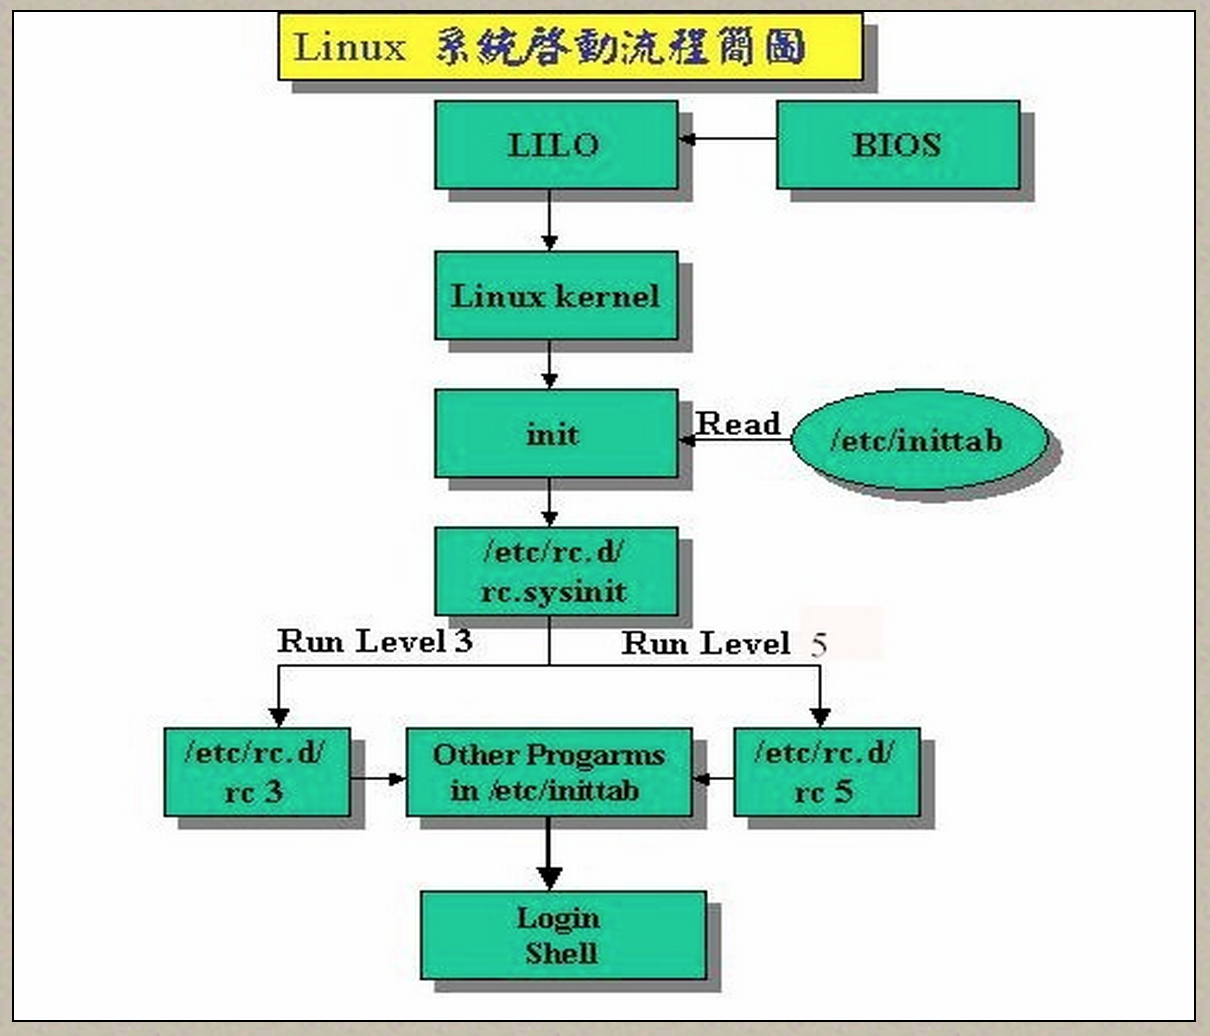 Linux 系統啓動流程簡圖
LILO
BIOS
Linux kernel
init
Read
/etc/inittab
/etc/rc.d/
rc.sysinit
Run Level 3
Run Level 5
/etc/rc.d/
rc 3
Other Progarms
in /etc/inittab
/etc/rc.d/
rc 5
Login
Shell